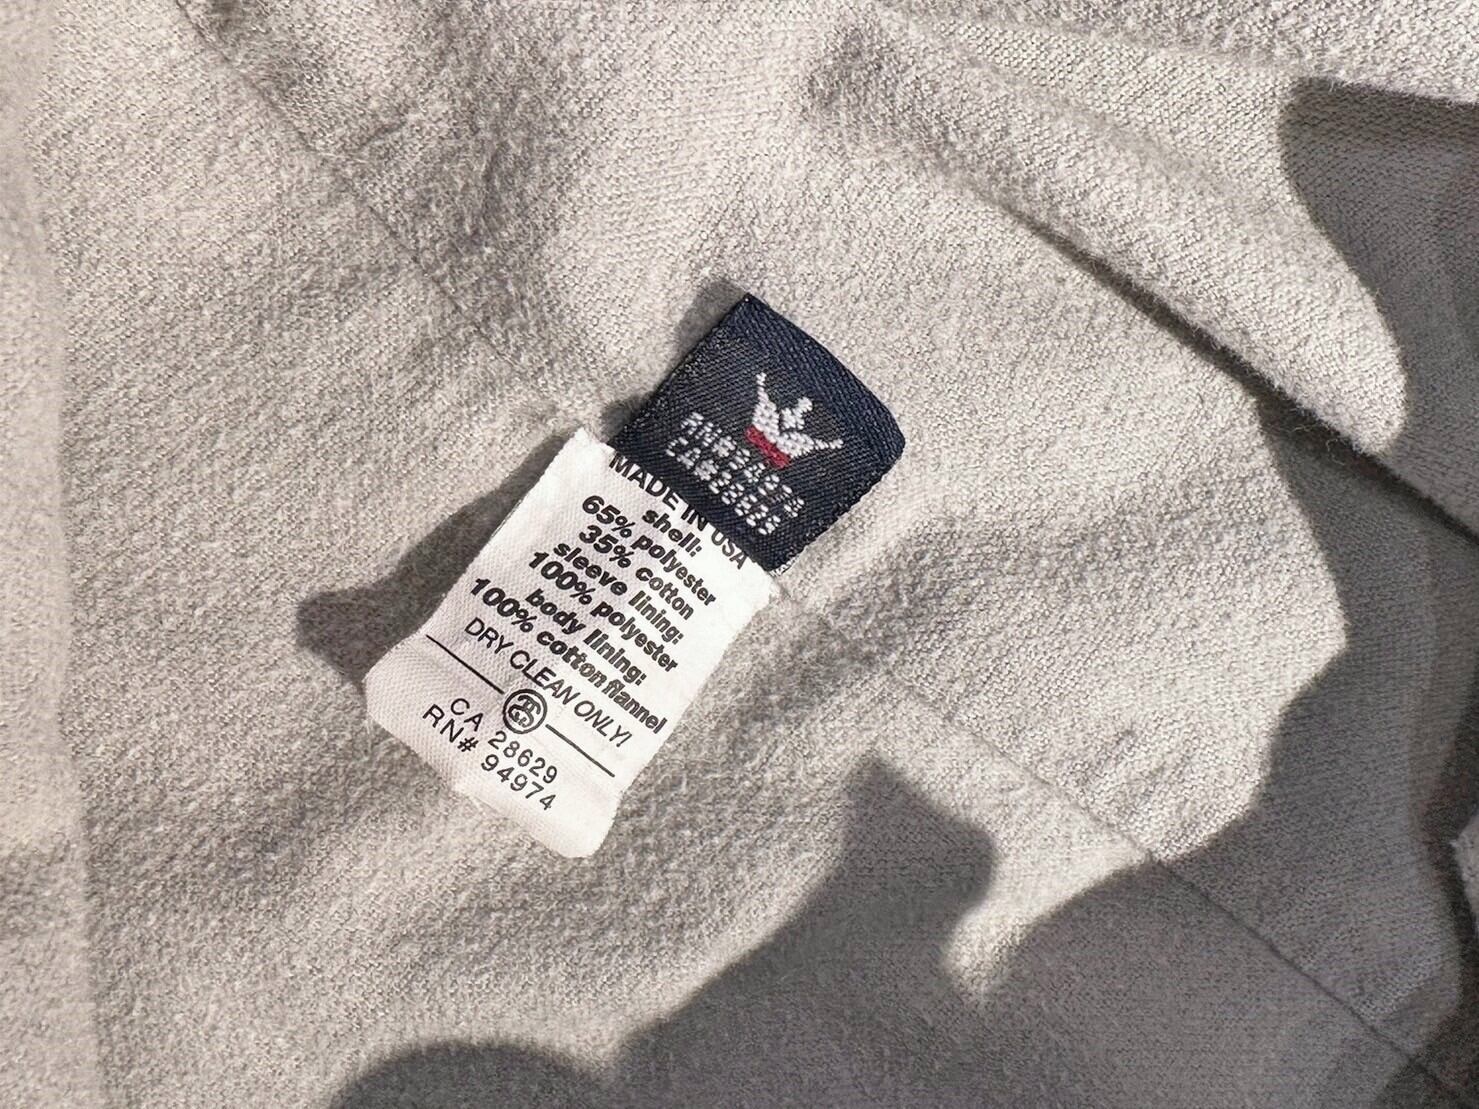 MADE IN USA
shell:
65% polyester
35% cotton
sleeve lining:
100% polyester
body lining:
100% cotton flannel
DRY CLEAN ONLY!
CA 28629
RN# 94974